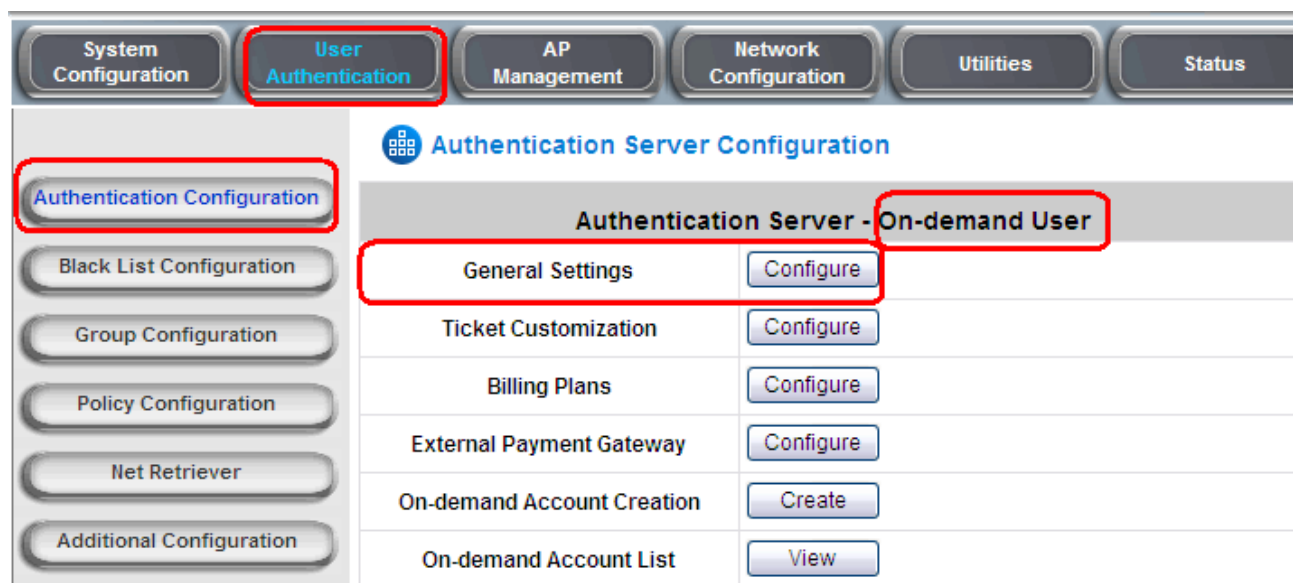 System
Configuration
User
Authentication
AP
Management
Network
Configuration
Utilities
Status
Authentication Configuration
Black List Configuration
Group Configuration
Policy Configuration
Net Retriever
Additional Configuration
Authentication Server Configuration
Authentication Server - On-demand User
General Settings Configure
Ticket Customization Configure
Billing Plans Configure
External Payment Gateway Configure
On-demand Account Creation Create
On-demand Account List View